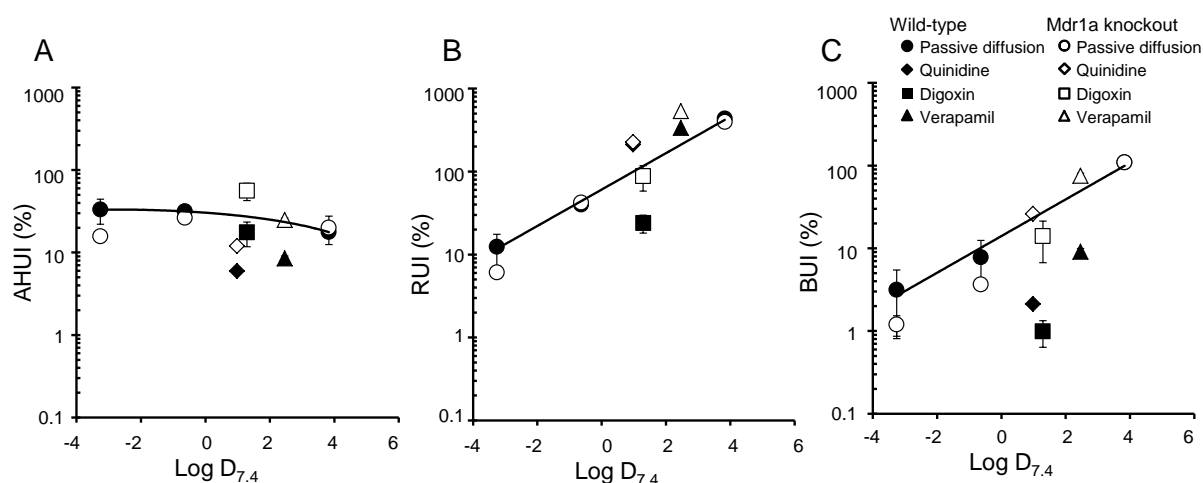 A
AHUI (%)
1000
100
10
1
0.1
-4 -2 0 2 4 6
Log D7.4
B
RUI (%)
1000
100
10
1
0.1
-4 -2 0 2 4 6
Log D7.4
C
BUI (%)
1000
100
10
1
0.1
-4 -2 0 2 4 6
Log D7.4
Wild-type Mdr1a knockout
Passive diffusion Passive diffusion
Quinidine Quinidine
Digoxin Digoxin
Verapamil Verapamil